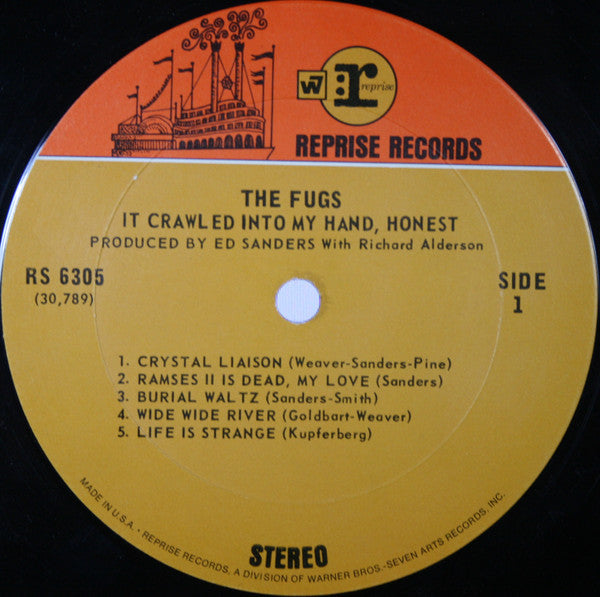 W7 r reprise
REPRISE RECORDS
THE FUGS
IT CRAWLED INTO MY HAND, HONEST
PRODUCED BY ED SANDERS With Richard Alderson
RS 6305
(30,789)
SIDE
1
1. CRYSTAL LIAISON (Weaver-Sanders-Pine)
2. RAMSES II IS DEAD, MY LOVE (Sanders)
3. BURIAL WALTZ (Sanders-Smith)
4. WIDE WIDE RIVER (Goldbart-Weaver)
5. LIFE IS STRANGE (Kupferberg)
STEREO
MADE IN U.S.A. • REPRISE RECORDS, A DIVISION OF WARNER BROS.-SEVEN ARTS RECORDS, INC.